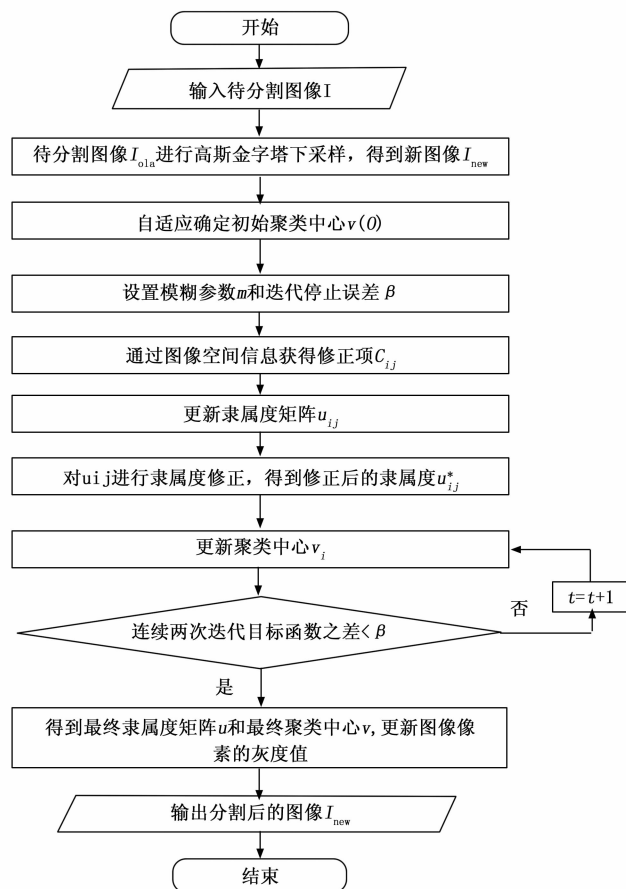 开始
输入待分割图像I
待分割图像I_ola进行高斯金字塔下采样，得到新图像I_new
自适应确定初始聚类中心v(0)
设置模糊参数m和迭代停止误差β
通过图像空间信息获得修正项C_ij
更新隶属度矩阵u_ij
对uij进行隶属度修正，得到修正后的隶属度u*_ij
更新聚类中心v_i
t=t+1
否
连续两次迭代目标函数之差<β
是
得到最终隶属度矩阵u和最终聚类中心v,更新图像像
素的灰度值
输出分割后的图像I_new
结束